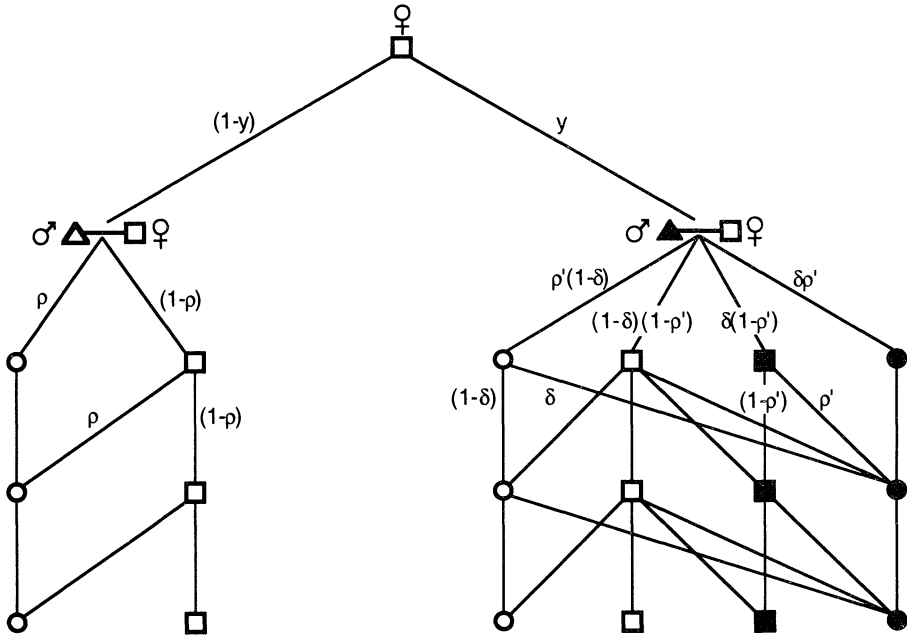 ♀
(1-y)
y
♂ ♀
♂ ♀
ρ
(1-ρ)
ρ'(1-δ)
(1-δ)(1-ρ')
δ(1-ρ')
δρ'
ρ
(1-ρ)
(1-δ)
δ
(1-ρ')
ρ'